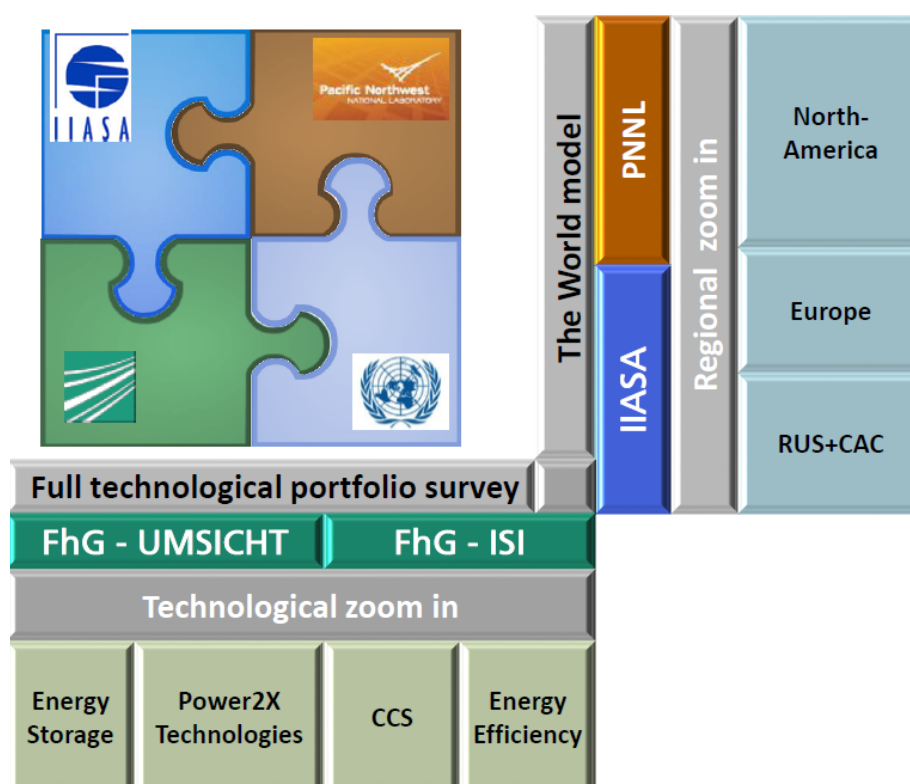 IIASA
Pacific Northwest
NATIONAL LABORATORY
The World model
PNNL
IIASA
Regional zoom in
North-
America
Europe
RUS+CAC
Full technological portfolio survey
FhG - UMSICHT
FhG - ISI
Technological zoom in
Energy
Storage
Power2X
Technologies
CCS
Energy
Efficiency